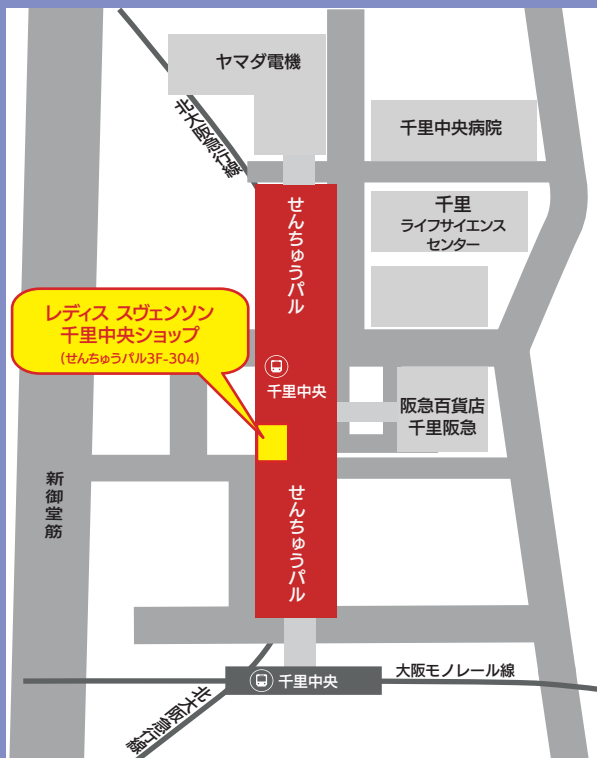 ヤマダ電機
北大阪急行線
千里中央病院
千里
ライフサイエンス
センター
せんちゅうパル
レディス スヴェンソン
千里中央ショップ
(せんちゅうパル3F-304)
千里中央
阪急百貨店
千里阪急
新御堂筋
せんちゅうパル
千里中央
大阪モノレール線
北大阪急行線